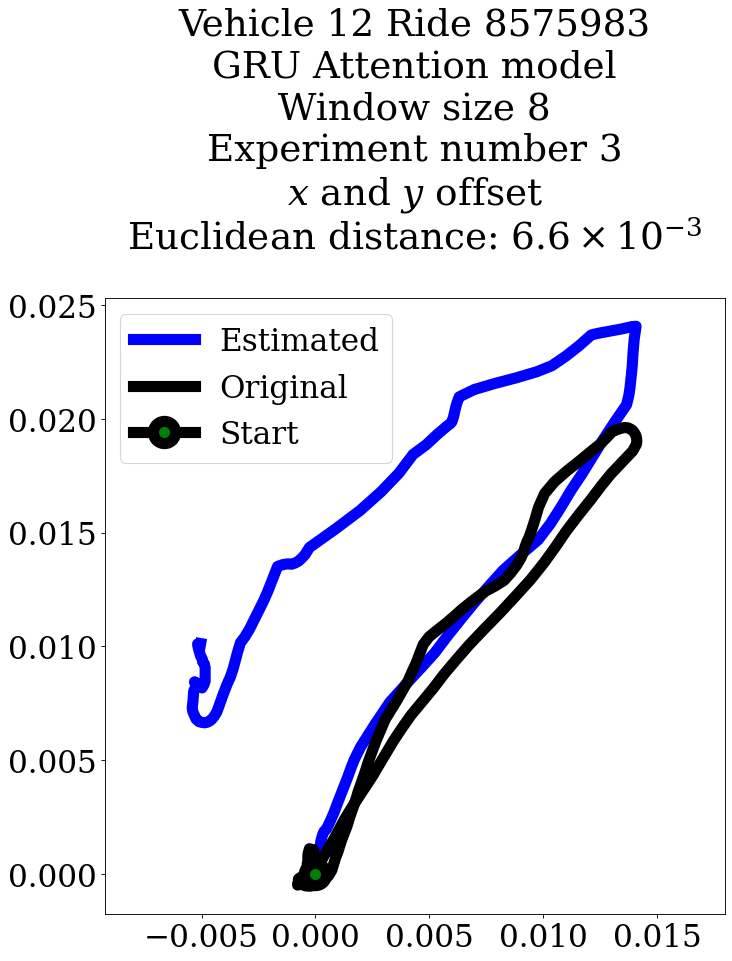 Vehicle 12 Ride 8575983
GRU Attention model
Window size 8
Experiment number 3
x and y offset
Euclidean distance: 6.6 × 10⁻³
0.025
Estimated
Original
Start
0.020
0.015
0.010
0.005
0.000
−0.005 0.000 0.005 0.010 0.015